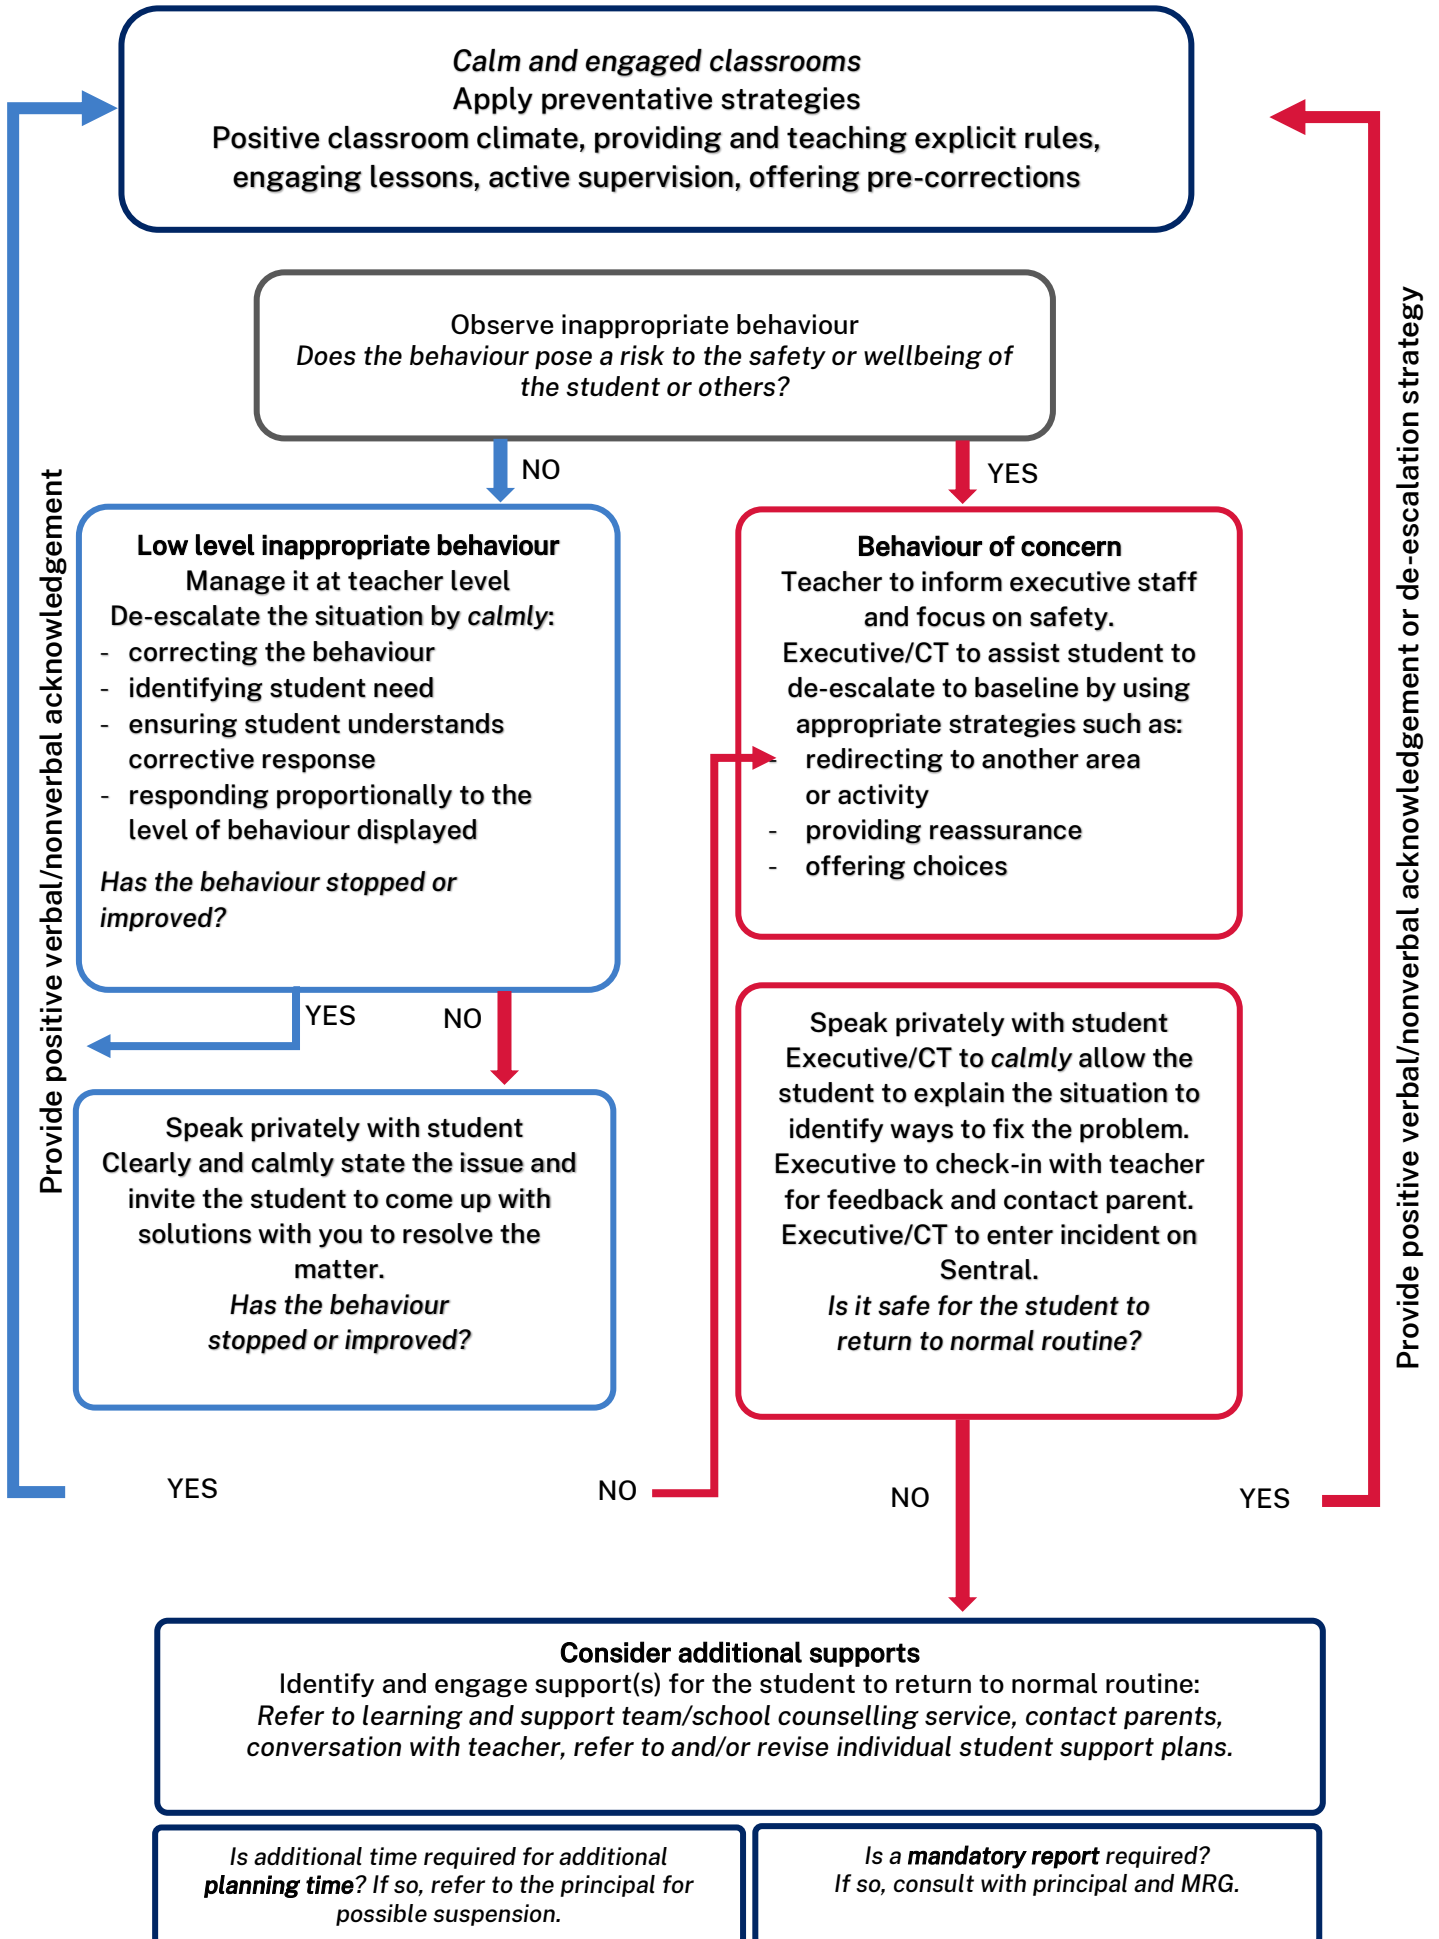 Calm and engaged classrooms
Apply preventative strategies
Positive classroom climate, providing and teaching explicit rules,
engaging lessons, active supervision, offering pre-corrections
Observe inappropriate behaviour
Does the behaviour pose a risk to the safety or wellbeing of
the student or others?
NO
YES
Low level inappropriate behaviour
Manage it at teacher level
De-escalate the situation by calmly:
- correcting the behaviour
- identifying student need
- ensuring student understands
corrective response
- responding proportionally to the
level of behaviour displayed
Has the behaviour stopped or
improved?
Behaviour of concern
Teacher to inform executive staff
and focus on safety.
Executive/CT to assist student to
de-escalate to baseline by using
appropriate strategies such as:
- redirecting to another area
or activity
- providing reassurance
- offering choices
YES
NO
Speak privately with student
Clearly and calmly state the issue and
invite the student to come up with
solutions with you to resolve the
matter.
Has the behaviour
stopped or improved?
Speak privately with student
Executive/CT to calmly allow the
student to explain the situation to
identify ways to fix the problem.
Executive to check-in with teacher
for feedback and contact parent.
Executive/CT to enter incident on
Sentral.
Is it safe for the student to
return to normal routine?
YES
NO
NO
YES
Provide positive verbal/nonverbal acknowledgement
Provide positive verbal/nonverbal acknowledgement or de-escalation strategy
Consider additional supports
Identify and engage support(s) for the student to return to normal routine:
Refer to learning and support team/school counselling service, contact parents,
conversation with teacher, refer to and/or revise individual student support plans.
Is additional time required for additional
planning time? If so, refer to the principal for
possible suspension.
Is a mandatory report required?
If so, consult with principal and MRG.